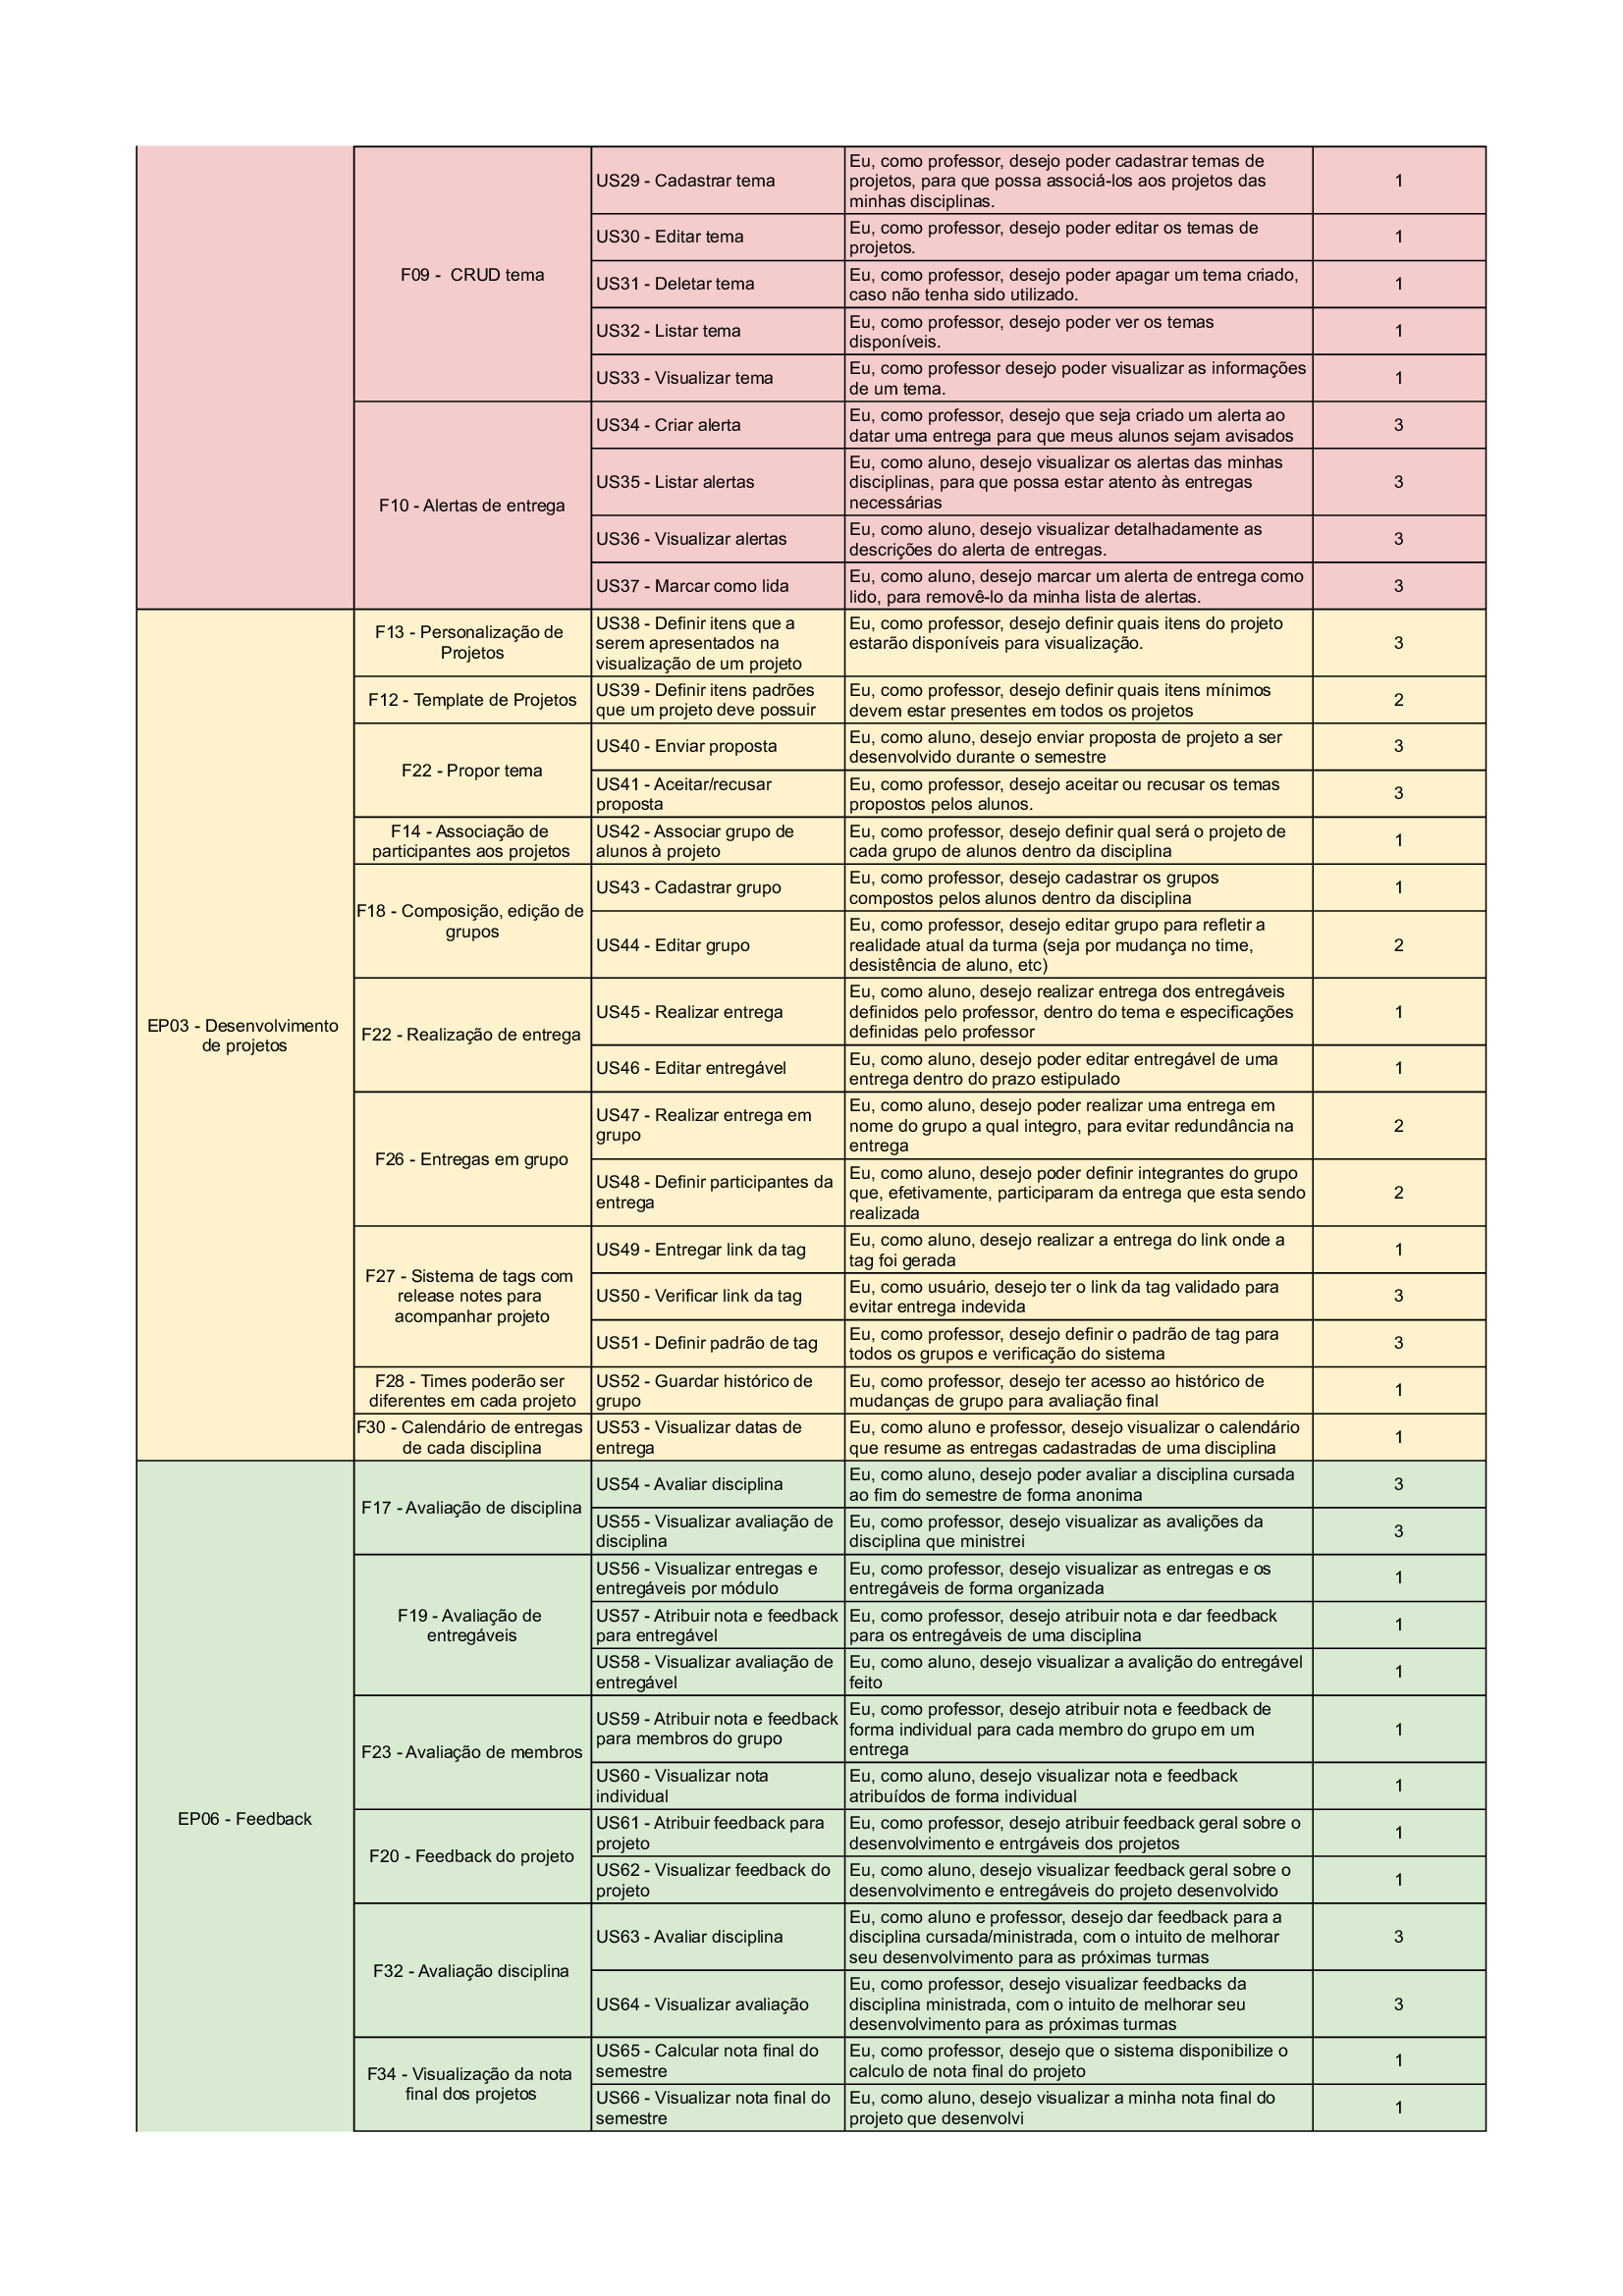 F09 -  CRUD tema
US29 - Cadastrar tema
Eu, como professor, desejo poder cadastrar temas de
projetos, para que possa associá-los aos projetos das
minhas disciplinas.
1
US30 - Editar tema
Eu, como professor, desejo poder editar os temas de
projetos.
1
US31 - Deletar tema
Eu, como professor, desejo poder apagar um tema criado,
caso não tenha sido utilizado.
1
US32 - Listar tema
Eu, como professor, desejo poder ver os temas
disponíveis.
1
US33 - Visualizar tema
Eu, como professor desejo poder visualizar as informações
de um tema.
1
F10 - Alertas de entrega
US34 - Criar alerta
Eu, como professor, desejo que seja criado um alerta ao
datar uma entrega para que meus alunos sejam avisados
3
US35 - Listar alertas
Eu, como aluno, desejo visualizar os alertas das minhas
disciplinas, para que possa estar atento às entregas
necessárias
3
US36 - Visualizar alertas
Eu, como aluno, desejo visualizar detalhadamente as
descrições do alerta de entregas.
3
US37 - Marcar como lida
Eu, como aluno, desejo marcar um alerta de entrega como
lido, para removê-lo da minha lista de alertas.
3
EP03 - Desenvolvimento
de projetos
F13 - Personalização de
Projetos
US38 - Definir itens que a
serem apresentados na
visualização de um projeto
Eu, como professor, desejo definir quais itens do projeto
estarão disponíveis para visualização.
3
F12 - Template de Projetos
US39 - Definir itens padrões
que um projeto deve possuir
Eu, como professor, desejo definir quais itens mínimos
devem estar presentes em todos os projetos
2
F22 - Propor tema
US40 - Enviar proposta
Eu, como aluno, desejo enviar proposta de projeto a ser
desenvolvido durante o semestre
3
US41 - Aceitar/recusar
proposta
Eu, como professor, desejo aceitar ou recusar os temas
propostos pelos alunos.
3
F14 - Associação de
participantes aos projetos
US42 - Associar grupo de
alunos à projeto
Eu, como professor, desejo definir qual será o projeto de
cada grupo de alunos dentro da disciplina
1
F18 - Composição, edição de
grupos
US43 - Cadastrar grupo
Eu, como professor, desejo cadastrar os grupos
compostos pelos alunos dentro da disciplina
1
US44 - Editar grupo
Eu, como professor, desejo editar grupo para refletir a
realidade atual da turma (seja por mudança no time,
desistência de aluno, etc)
2
F22 - Realização de entrega
US45 - Realizar entrega
Eu, como aluno, desejo realizar entrega dos entregáveis
definidos pelo professor, dentro do tema e especificações
definidas pelo professor
1
US46 - Editar entregável
Eu, como aluno, desejo poder editar entregável de uma
entrega dentro do prazo estipulado
1
F26 - Entregas em grupo
US47 - Realizar entrega em
grupo
Eu, como aluno, desejo poder realizar uma entrega em
nome do grupo a qual integro, para evitar redundância na
entrega
2
US48 - Definir participantes da
entrega
Eu, como aluno, desejo poder definir integrantes do grupo
que, efetivamente, participaram da entrega que esta sendo
realizada
2
F27 - Sistema de tags com
release notes para
acompanhar projeto
US49 - Entregar link da tag
Eu, como aluno, desejo realizar a entrega do link onde a
tag foi gerada
1
US50 - Verificar link da tag
Eu, como usuário, desejo ter o link da tag validado para
evitar entrega indevida
3
US51 - Definir padrão de tag
Eu, como professor, desejo definir o padrão de tag para
todos os grupos e verificação do sistema
3
F28 - Times poderão ser
diferentes em cada projeto
US52 - Guardar histórico de
grupo
Eu, como professor, desejo ter acesso ao histórico de
mudanças de grupo para avaliação final
1
F30 - Calendário de entregas
de cada disciplina
US53 - Visualizar datas de
entrega
Eu, como aluno e professor, desejo visualizar o calendário
que resume as entregas cadastradas de uma disciplina
1
EP06 - Feedback
F17 - Avaliação de disciplina
US54 - Avaliar disciplina
Eu, como aluno, desejo poder avaliar a disciplina cursada
ao fim do semestre de forma anonima
3
US55 - Visualizar avaliação de
disciplina
Eu, como professor, desejo visualizar as avalições da
disciplina que ministrei
3
F19 - Avaliação de
entregáveis
US56 - Visualizar entregas e
entregáveis por módulo
Eu, como professor, desejo visualizar as entregas e os
entregáveis de forma organizada
1
US57 - Atribuir nota e feedback
para entregável
Eu, como professor, desejo atribuir nota e dar feedback
para os entregáveis de uma disciplina
1
US58 - Visualizar avaliação de
entregável
Eu, como aluno, desejo visualizar a avalição do entregável
feito
1
F23 - Avaliação de membros
US59 - Atribuir nota e feedback
para membros do grupo
Eu, como professor, desejo atribuir nota e feedback de
forma individual para cada membro do grupo em um
entrega
1
US60 - Visualizar nota
individual
Eu, como aluno, desejo visualizar nota e feedback
atribuídos de forma individual
1
F20 - Feedback do projeto
US61 - Atribuir feedback para
projeto
Eu, como professor, desejo atribuir feedback geral sobre o
desenvolvimento e entrgáveis dos projetos
1
US62 - Visualizar feedback do
projeto
Eu, como aluno, desejo visualizar feedback geral sobre o
desenvolvimento e entregáveis do projeto desenvolvido
1
F32 - Avaliação disciplina
US63 - Avaliar disciplina
Eu, como aluno e professor, desejo dar feedback para a
disciplina cursada/ministrada, com o intuito de melhorar
seu desenvolvimento para as próximas turmas
3
US64 - Visualizar avaliação
Eu, como professor, desejo visualizar feedbacks da
disciplina ministrada, com o intuito de melhorar seu
desenvolvimento para as próximas turmas
3
F34 - Visualização da nota
final dos projetos
US65 - Calcular nota final do
semestre
Eu, como professor, desejo que o sistema disponibilize o
calculo de nota final do projeto
1
US66 - Visualizar nota final do
semestre
Eu, como aluno, desejo visualizar a minha nota final do
projeto que desenvolvi
1